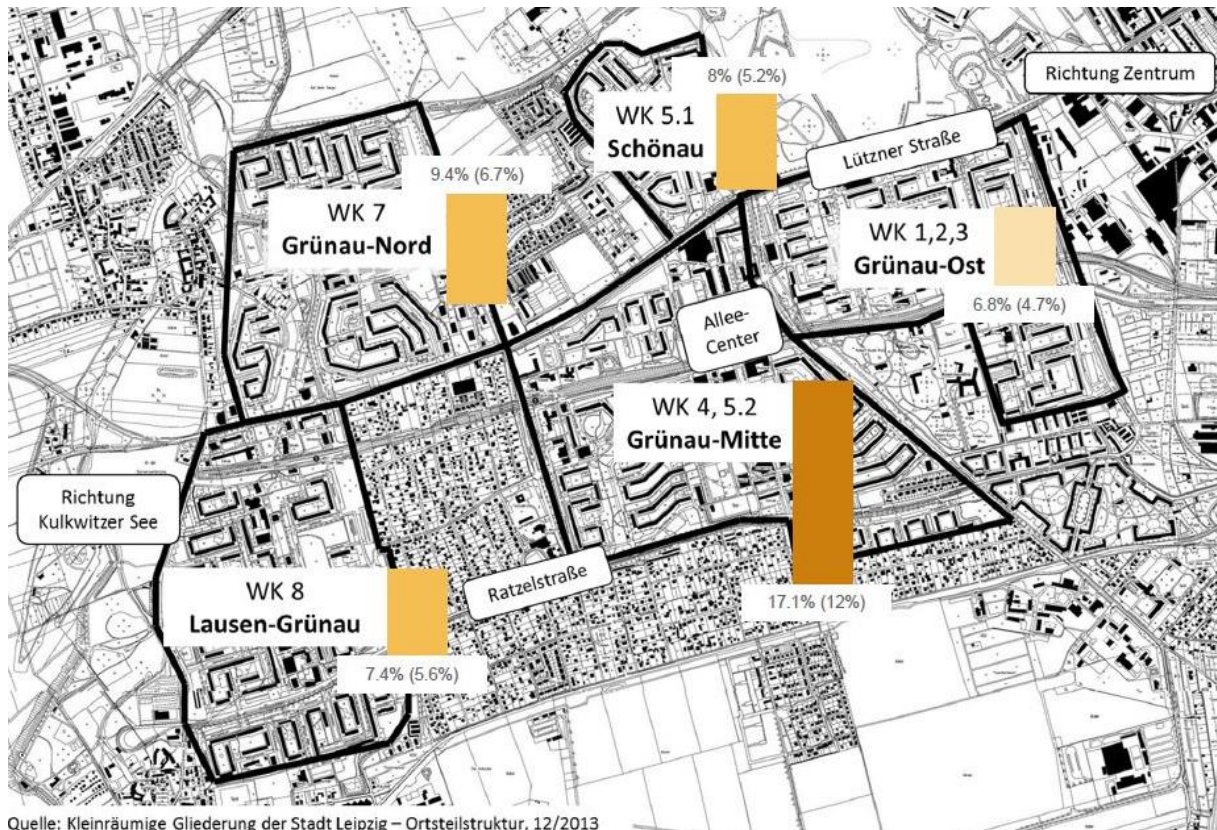 8% (5.2%)
Richtung Zentrum
WK 5.1
Schönau
Lützner Straße
9.4% (6.7%)
WK 7
Grünau-Nord
WK 1,2,3
Grünau-Ost
6.8% (4.7%)
Allee-
Center
WK 4, 5.2
Grünau-Mitte
Richtung
Kulkwitzer See
Ratzelstraße
WK 8
Lausen-Grünau
17.1% (12%)
7.4% (5.6%)
Quelle: Kleinräumige Gliederung der Stadt Leipzig – Ortsteilstruktur, 12/2013